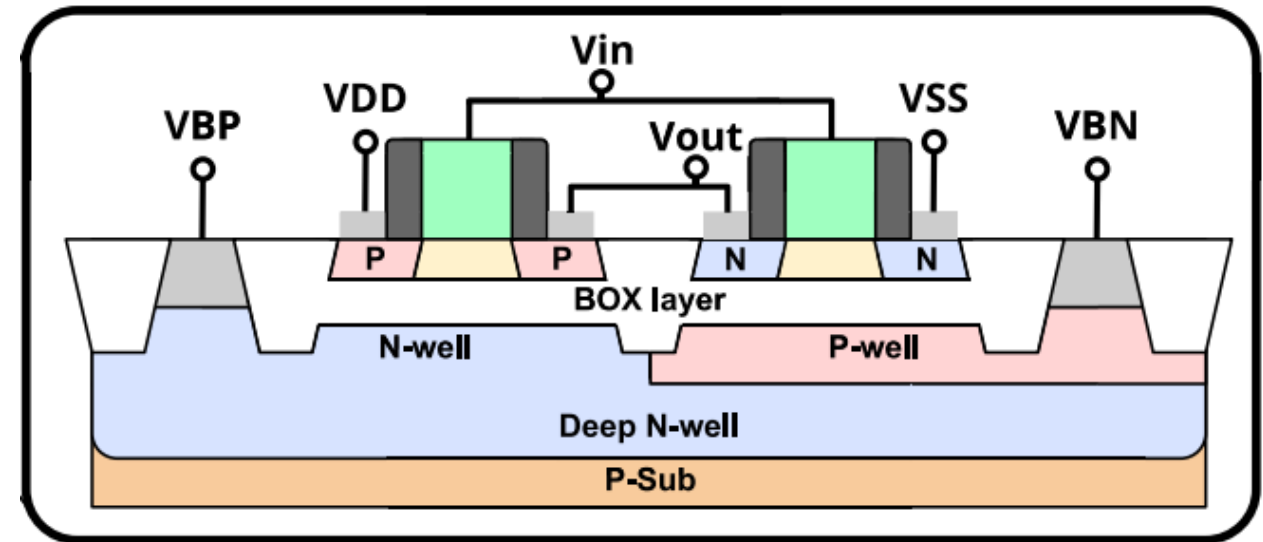 Vin
VDD
VSS
VBP
Vout
VBN
P
P
N
N
BOX layer
N-well
P-well
Deep N-well
P-Sub